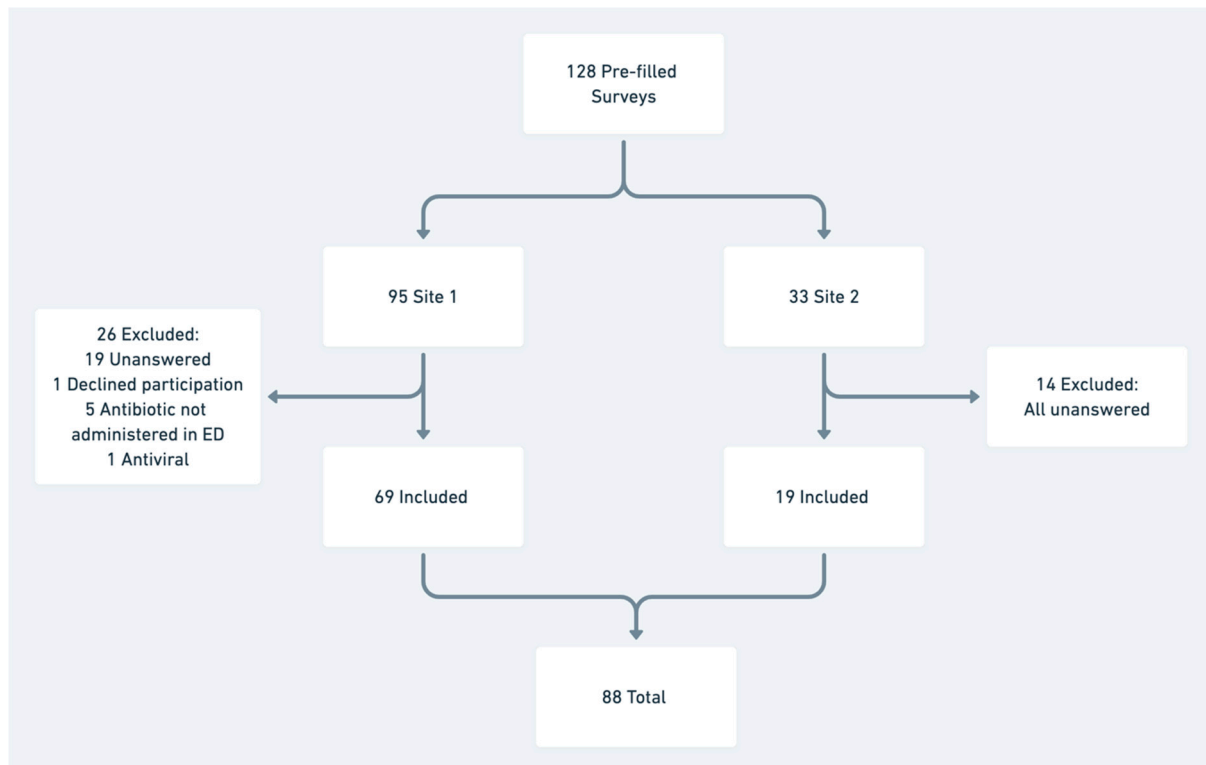 128 Pre-filled
Surveys
95 Site 1
33 Site 2
26 Excluded:
19 Unanswered
1 Declined participation
5 Antibiotic not
administered in ED
1 Antiviral
14 Excluded:
All unanswered
69 Included
19 Included
88 Total